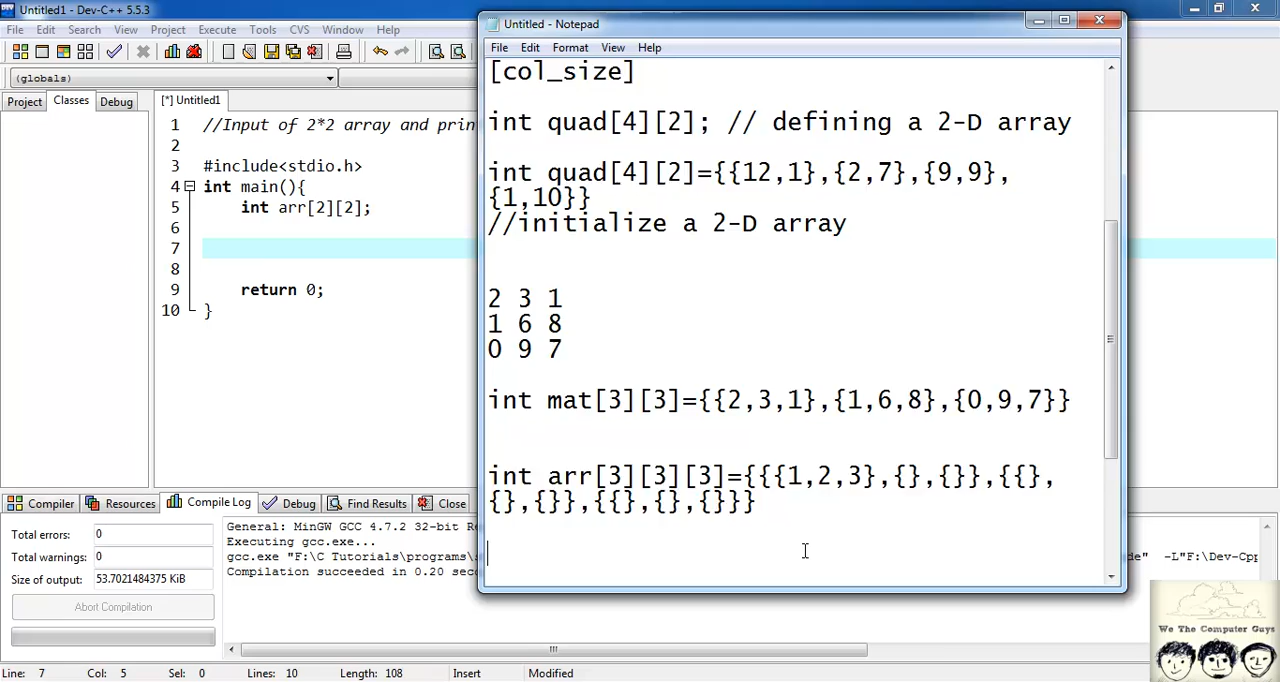 Untitled1 - Dev-C++ 5.5.3
File Edit Search View Project Execute Tools CVS Window Help
(globals)
Project Classes Debug
[*] Untitled1
1 //Input of 2*2 array and prin
2
3 #include<stdio.h>
4 int main(){
5 int arr[2][2];
6
7
8
9 return 0;
10 }
Untitled - Notepad
File Edit Format View Help
[col_size]
int quad[4][2]; // defining a 2-D array
int quad[4][2]={{12,1},{2,7},{9,9},
{1,10}}
//initialize a 2-D array
2 3 1
1 6 8
0 9 7
int mat[3][3]={{2,3,1},{1,6,8},{0,9,7}}
int arr[3][3][3]={{{1,2,3},{},{}},{{},
{},{}},{{},{},{}}}
Compiler Resources Compile Log Debug Find Results Close
Total errors: 0
Total warnings: 0
Size of output: 53.7021484375 KiB
Abort Compilation
General: MinGW GCC 4.7.2 32-bit Re
Executing gcc.exe...
gcc.exe "F:\C Tutorials\programs\ de" -L"F:\Dev-Cpp
Compilation succeeded in 0.20 seco
We The Computer Guys
Line: 7 Col: 5 Sel: 0 Lines: 10 Length: 108 Insert Modified